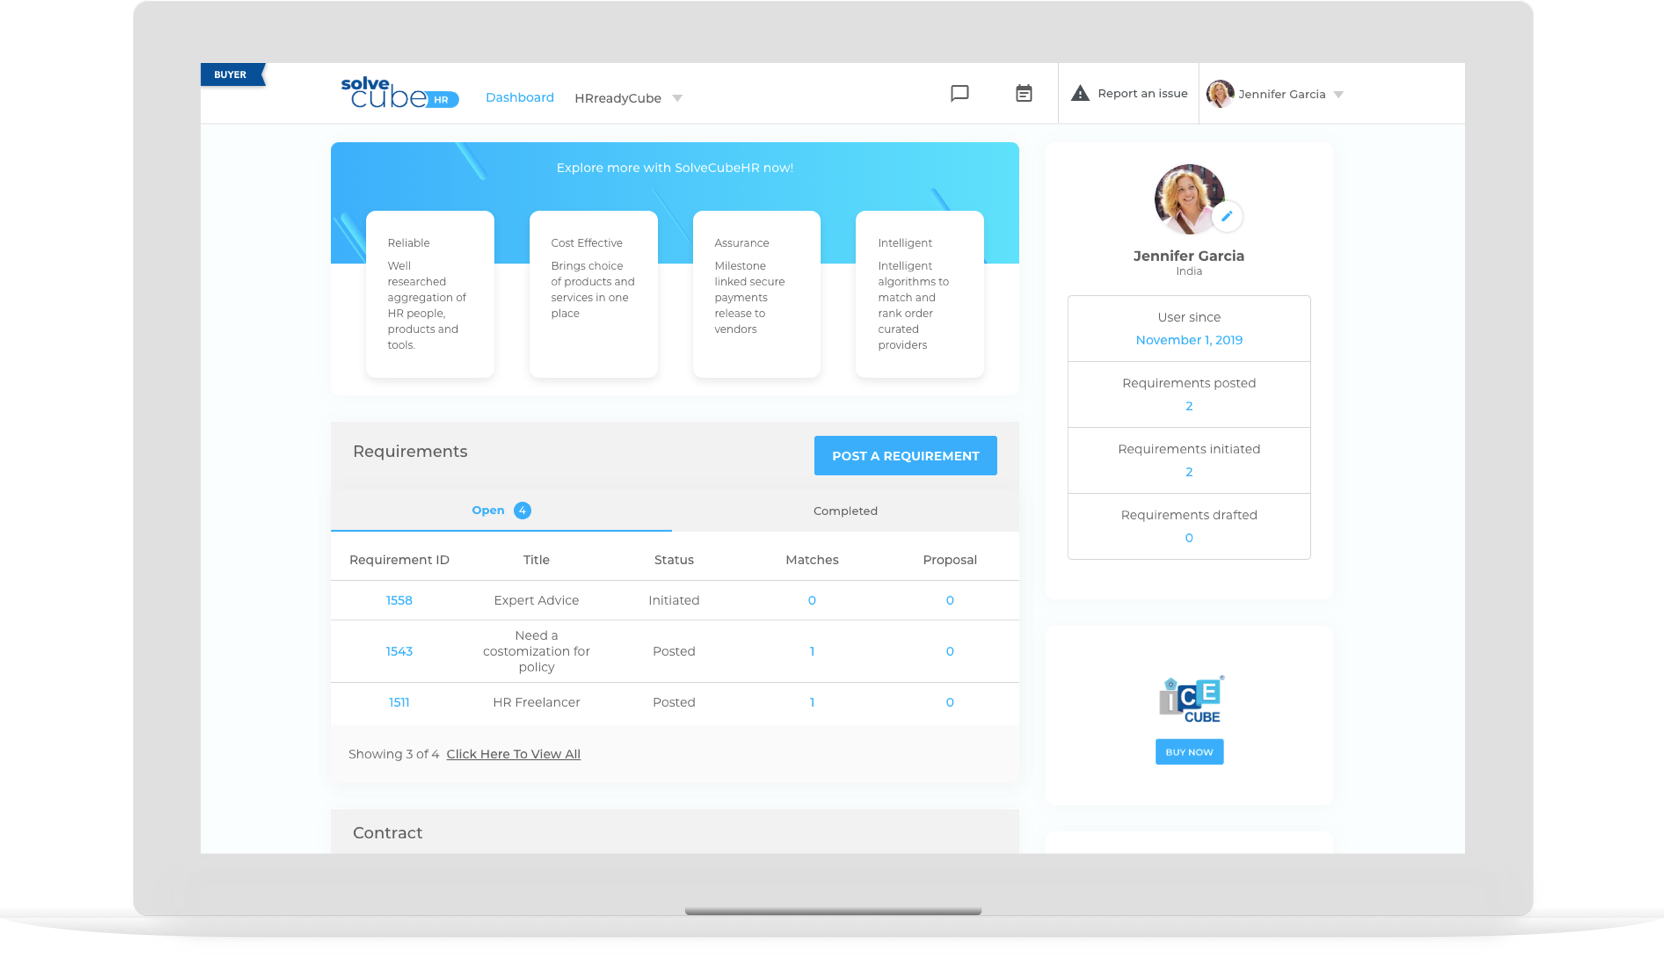 BUYER
solve
cube HR
Dashboard
HRreadyCube
Report an issue
Jennifer Garcia
Explore more with SolveCubeHR now!
Reliable
Well
researched
aggregation of
HR people,
products and
tools.
Cost Effective
Brings choice
of products and
services in one
place
Assurance
Milestone
linked secure
payments
release to
vendors
Intelligent
Intelligent
algorithms to
match and
rank order
curated
providers
Jennifer Garcia
India
User since
November 1, 2019
Requirements posted
2
Requirements initiated
2
Requirements drafted
0
Requirements
POST A REQUIREMENT
Open 4
Completed
Requirement ID Title Status Matches Proposal
1558 Expert Advice Initiated 0 0
Need a
1543 costomization for Posted 1 0
policy
1511 HR Freelancer Posted 1 0
Showing 3 of 4 Click Here To View All
iCE
CUBE
BUY NOW
Contract